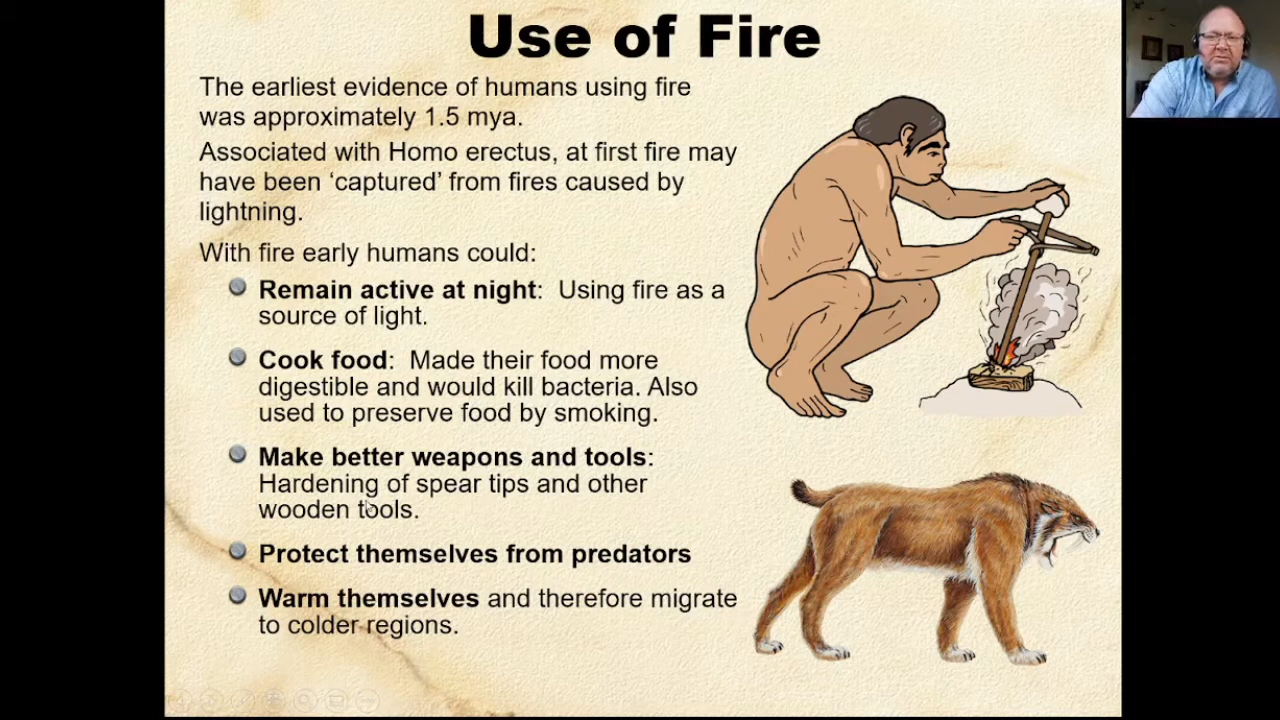 Use of Fire
The earliest evidence of humans using fire
was approximately 1.5 mya.
Associated with Homo erectus, at first fire may
have been ‘captured’ from fires caused by
lightning.
With fire early humans could:
Remain active at night:  Using fire as a
source of light.
Cook food:  Made their food more
digestible and would kill bacteria. Also
used to preserve food by smoking.
Make better weapons and tools:
Hardening of spear tips and other
wooden tools.
Protect themselves from predators
Warm themselves and therefore migrate
to colder regions.